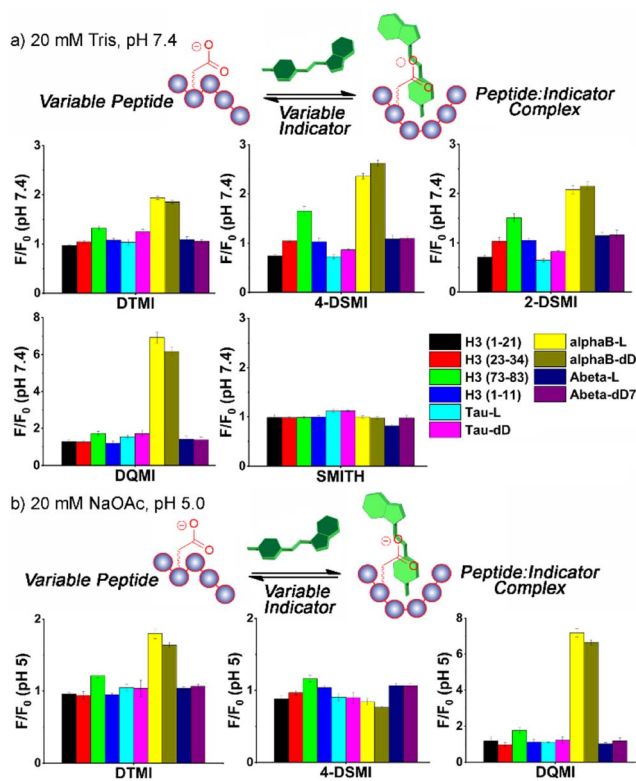 a) 20 mM Tris, pH 7.4
⊖
O
O
Variable Peptide
Variable
Indicator
O
O
Peptide:Indicator
Complex
F/F₀ (pH 7.4)
3
2
1
0
DTMI
F/F₀ (pH 7.4)
3
2
1
0
4-DSMI
F/F₀ (pH 7.4)
3
2
1
0
2-DSMI
F/F₀ (pH 7.4)
8
6
4
2
0
DQMI
F/F₀ (pH 7.4)
3
2
1
0
SMITH
H3 (1-21)
H3 (23-34)
H3 (73-83)
H3 (1-11)
Tau-L
Tau-dD
alphaB-L
alphaB-dD
Abeta-L
Abeta-dD7
b) 20 mM NaOAc, pH 5.0
⊖
O
O
Variable Peptide
Variable
Indicator
⊖
O
O
Peptide:Indicator
Complex
F/F₀ (pH 5)
2
1
0
DTMI
F/F₀ (pH 5)
2
1
0
4-DSMI
F/F₀ (pH 5)
8
6
4
2
0
DQMI